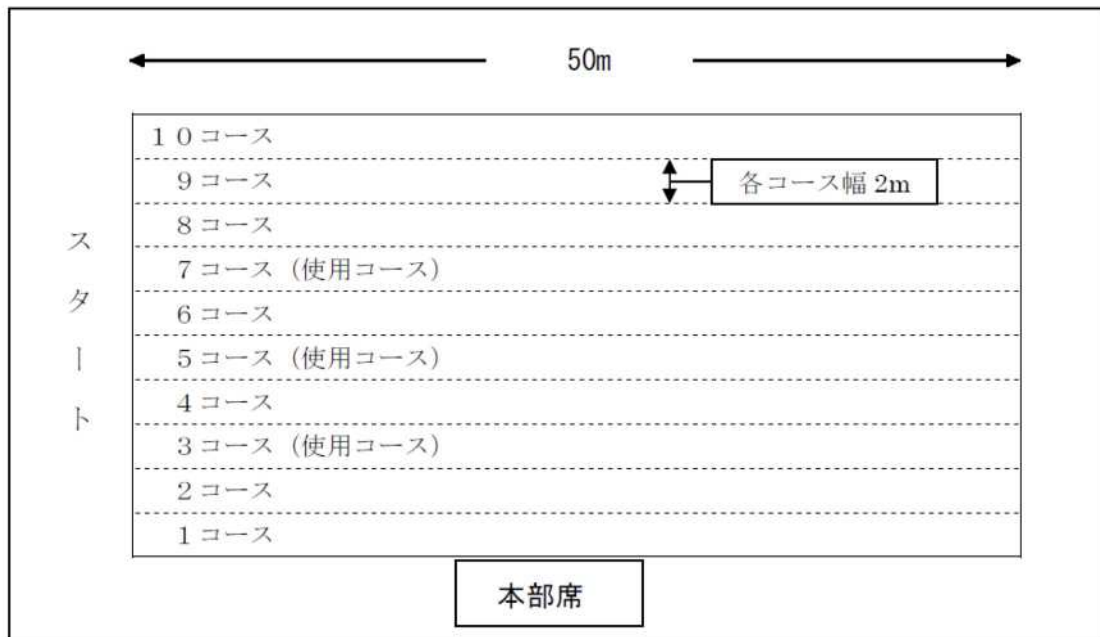 50m
１０コース
９コース
各コース幅 2m
８コース
７コース（使用コース）
６コース
５コース（使用コース）
４コース
３コース（使用コース）
２コース
１コース
スタート
本部席